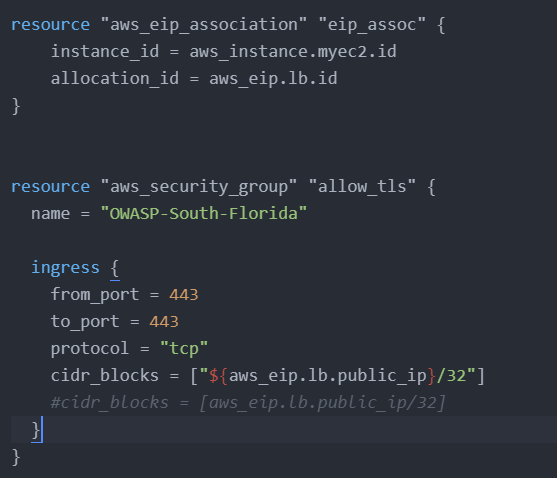 resource "aws_eip_association" "eip_assoc" {
    instance_id = aws_instance.myec2.id
    allocation_id = aws_eip.lb.id
}
resource "aws_security_group" "allow_tls" {
  name = "OWASP-South-Florida"
  ingress {
    from_port = 443
    to_port = 443
    protocol = "tcp"
    cidr_blocks = ["${aws_eip.lb.public_ip}/32"]
    #cidr_blocks = [aws_eip.lb.public_ip/32]
  }
}